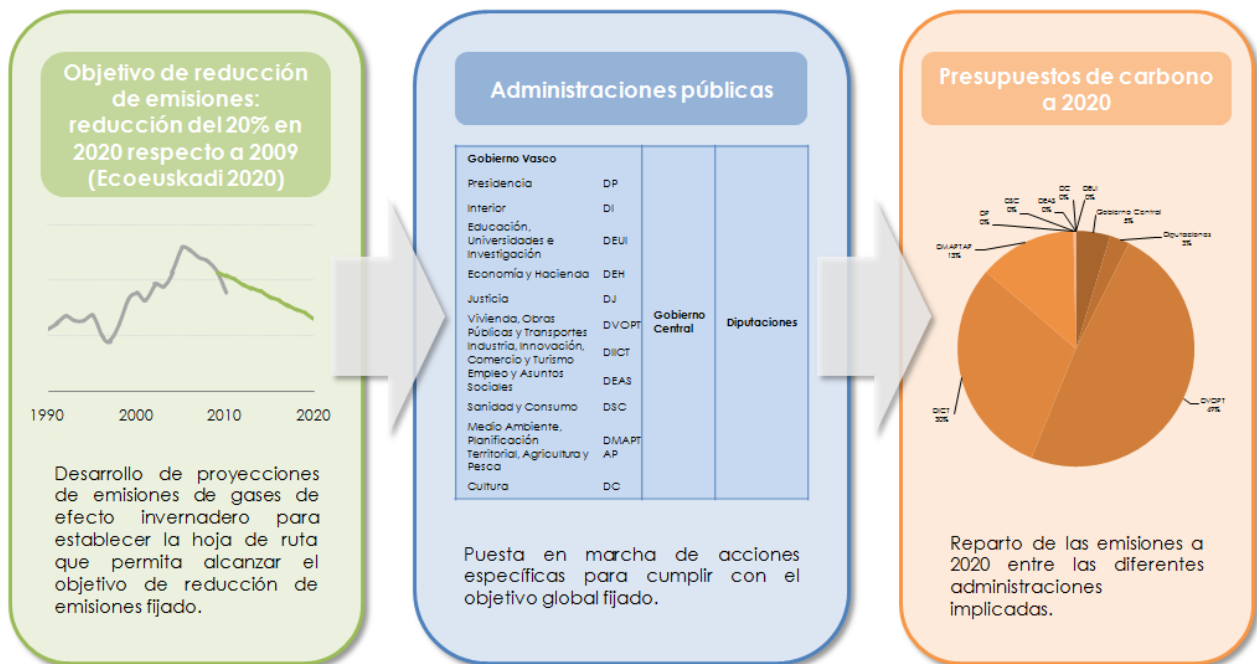 Objetivo de reducción
de emisiones:
reducción del 20% en
2020 respecto a 2009
(Ecoeuskadi 2020)
1990 2000 2010 2020
Desarrollo de proyecciones
de emisiones de gases de
efecto invernadero para
establecer la hoja de ruta
que permita alcanzar el
objetivo de reducción de
emisiones fijado.
Administraciones públicas
Gobierno Vasco
Presidencia DP
Interior DI
Educación,
Universidades e DEUI
Investigación
Economía y Hacienda DEH
Justicia DJ
Vivienda, Obras
Públicas y Transportes DVOPT
Industria, Innovación,
Comercio y Turismo DIICT
Empleo y Asuntos
Sociales DEAS
Sanidad y Consumo DSC
Medio Ambiente,
Planificación DMAPT
Territorial, Agricultura y AP
Pesca
Cultura DC
Gobierno
Central
Diputaciones
Puesta en marcha de acciones
específicas para cumplir con el
objetivo global fijado.
Presupuestos de carbono
a 2020
DP
0%
DSC
0%
DEAS
0%
DC
0%
DEUI
0%
Gobierno Central
5%
Diputaciones
3%
DMAPTAP
13%
DVOPT
49%
DIICT
30%
Reparto de las emisiones a
2020 entre las diferentes
administraciones
implicadas.